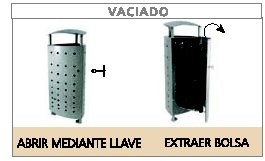 VACIADO
ABRIR MEDIANTE LLAVE
EXTRAER BOLSA